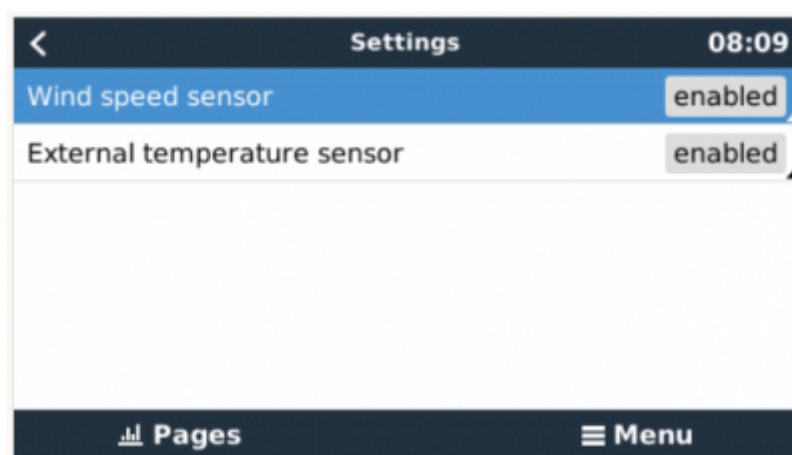 Settings 08:09
Wind speed sensor enabled
External temperature sensor enabled
Pages Menu